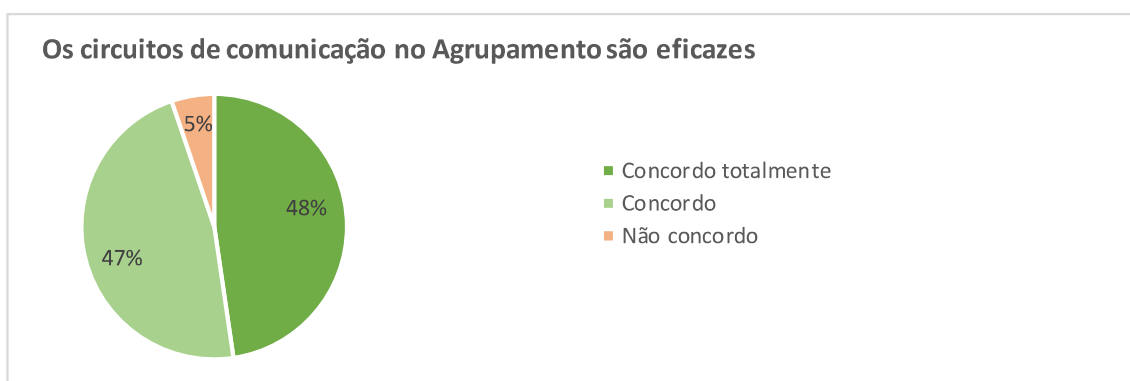 Os circuitos de comunicação no Agrupamento são eficazes
5%
48%
47%
Concordo totalmente
Concordo
Não concordo